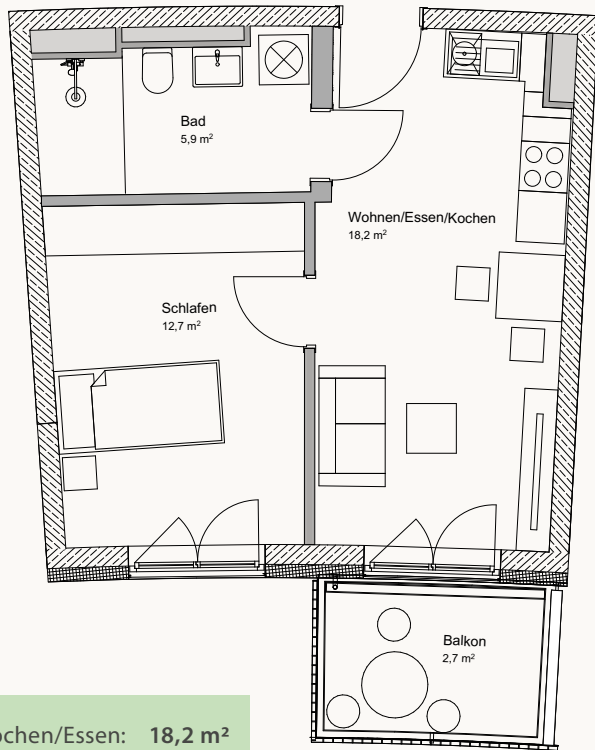 Bad
5,9 m²
Wohnen/Essen/Kochen
18,2 m²
Schlafen
12,7 m²
Balkon
2,7 m²
ochen/Essen: 18,2 m²